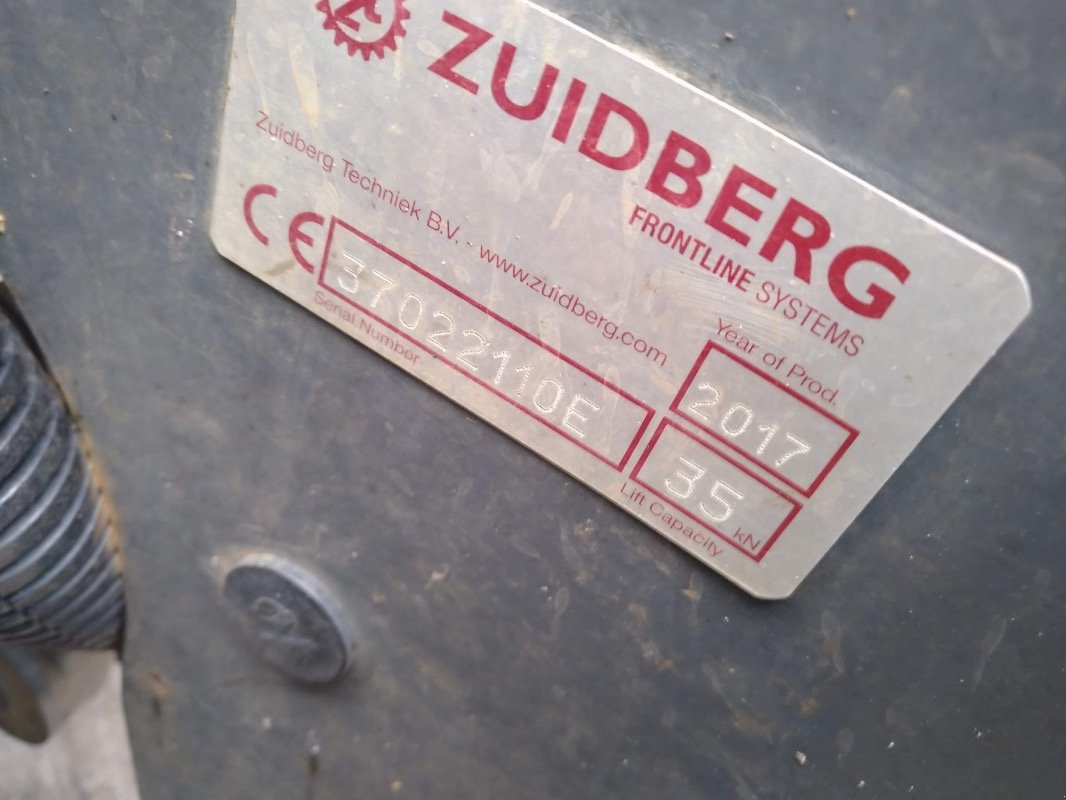 ZUIDBERG
FRONTLINE SYSTEMS
Zuidberg Techniek B.V. · www.zuidberg.com
Year of Prod.
2017
CE
37022110E
Serial Number
35 kN
Lift Capacity